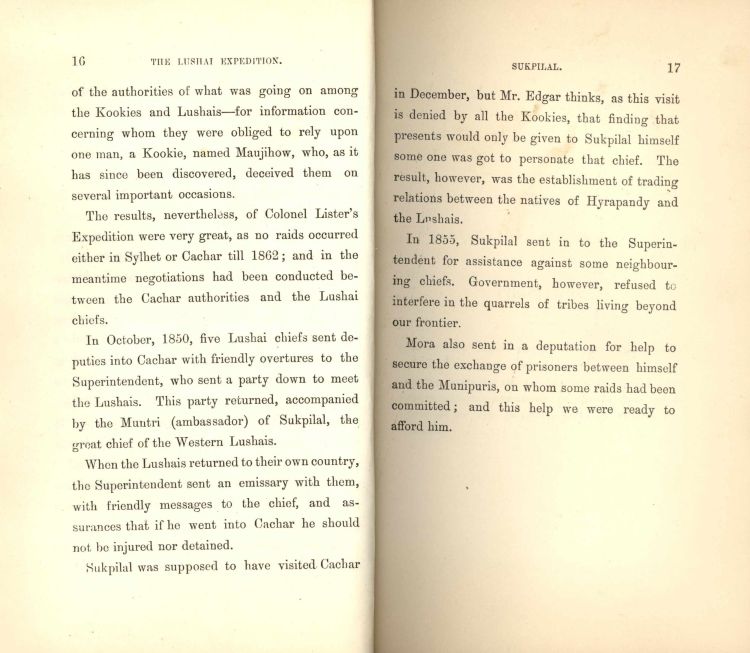 16 THE LUSHAI EXPEDITION.
of the authorities of what was going on among
the Kookies and Lushais—for information con-
cerning whom they were obliged to rely upon
one man, a Kookie, named Maujihow, who, as it
has since been discovered, deceived them on
several important occasions.
The results, nevertheless, of Colonel Lister's
Expedition were very great, as no raids occurred
either in Sylhet or Cachar till 1862; and in the
meantime negotiations had been conducted be-
tween the Cachar authorities and the Lushai
chiefs.
In October, 1850, five Lushai chiefs sent de-
puties into Cachar with friendly overtures to the
Superintendent, who sent a party down to meet
the Lushais. This party returned, accompanied
by the Muntri (ambassador) of Sukpilal, the
great chief of the Western Lushais.
When the Lushais returned to their own country,
the Superintendent sent an emissary with them,
with friendly messages to the chief, and as-
surances that if he went into Cachar he should
not be injured nor detained.
Sukpilal was supposed to have visited Cachar
SUKPILAL. 17
in December, but Mr. Edgar thinks, as this visit
is denied by all the Kookies, that finding that
presents would only be given to Sukpilal himself
some one was got to personate that chief. The
result, however, was the establishment of trading
relations between the natives of Hyrapandy and
the Lushais.
In 1855, Sukpilal sent in to the Superin-
tendent for assistance against some neighbour-
ing chiefs. Government, however, refused to
interfere in the quarrels of tribes living beyond
our frontier.
Mora also sent in a deputation for help to
secure the exchange of prisoners between himself
and the Munipuris, on whom some raids had been
committed; and this help we were ready to
afford him.